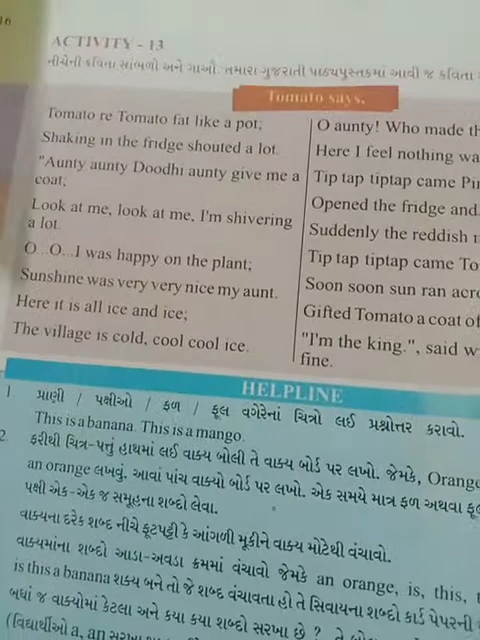 16
ACTIVITY - 13
નીચેની કવિતા સાંભળો અને ગાઓ. તમારા ગુજરાતી પાઠ્યપુસ્તકમાં આવી જ કવિતા
Tomato says,
Tomato re Tomato fat like a pot;
Shaking in the fridge shouted a lot.
"Aunty aunty Doodhi aunty give me a
coat;
Look at me, look at me, I'm shivering
a lot.
O...O...I was happy on the plant;
Sunshine was very very nice my aunt.
Here it is all ice and ice;
The village is cold, cool cool ice.
O aunty! Who made th
Here I feel nothing wa
Tip tap tiptap came Pi
Opened the fridge and
Suddenly the reddish
Tip tap tiptap came To
Soon soon sun ran acr
Gifted Tomato a coat of
"I'm the king.", said w
fine.
HELPLINE
1 પ્રાણી / પક્ષીઓ / ફળ / ફૂલ વગેરેનાં ચિત્રો લઈ પ્રશ્નોત્તર કરાવો.
This is a banana. This is a mango.
2. ફરીથી ચિત્ર-પત્તું હાથમાં લઈ વાક્ય બોલી તે વાક્ય બોર્ડ પર લખો. જેમકે, Orange
an orange લખવું. આવાં પાંચ વાક્યો બોર્ડ પર લખો. એક સમયે માત્ર ફળ અથવા ફૂ
પક્ષી એક-એક જ સમૂહના શબ્દો લેવા.
વાક્યના દરેક શબ્દ નીચે ફૂટપટ્ટી કે આંગળી મૂકીને વાક્ય મોટેથી વંચાવો.
વાક્યમાંના શબ્દો આડા-અવડા ક્રમમાં વંચાવો જેમકે an orange, is, this, t
is this a banana શક્ય બને તો જે શબ્દ વંચાવતા હો તે સિવાયના શબ્દો કાર્ડ પેપરની
બધાં જ વાક્યોમાં કેટલા અને કયા કયા શબ્દો સરખા છે ? તે બોર્ડ
(વિદ્યાર્થીઓ a, an સરખા